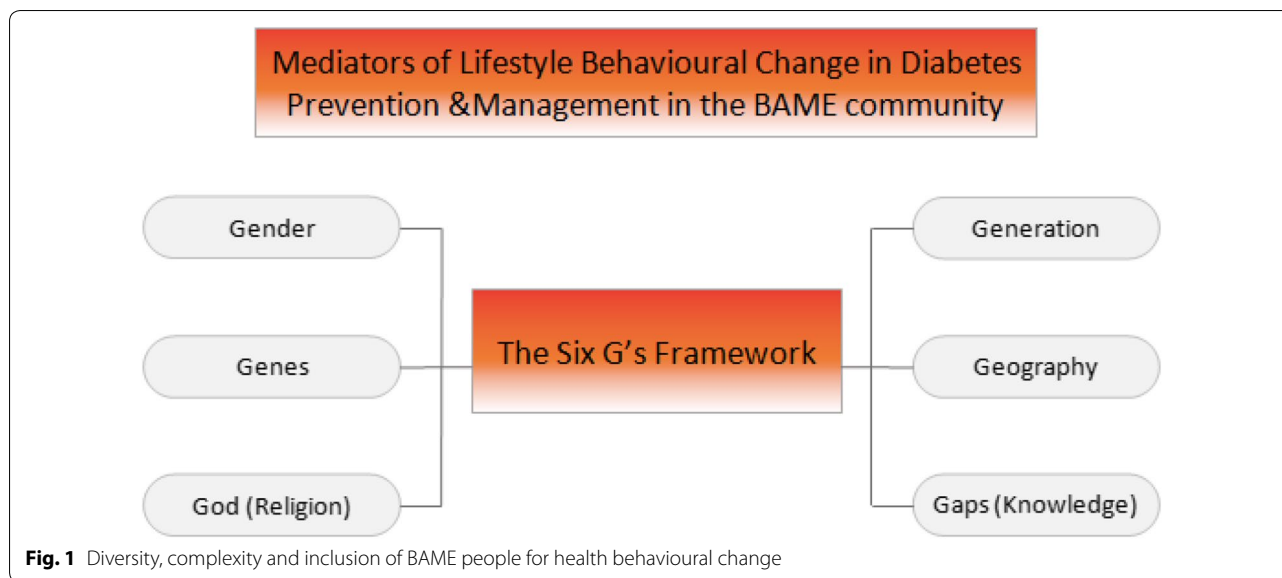 Mediators of Lifestyle Behavioural Change in Diabetes
Prevention &Management in the BAME community
Gender
Genes
God (Religion)
The Six G's Framework
Generation
Geography
Gaps (Knowledge)
Fig. 1 Diversity, complexity and inclusion of BAME people for health behavioural change